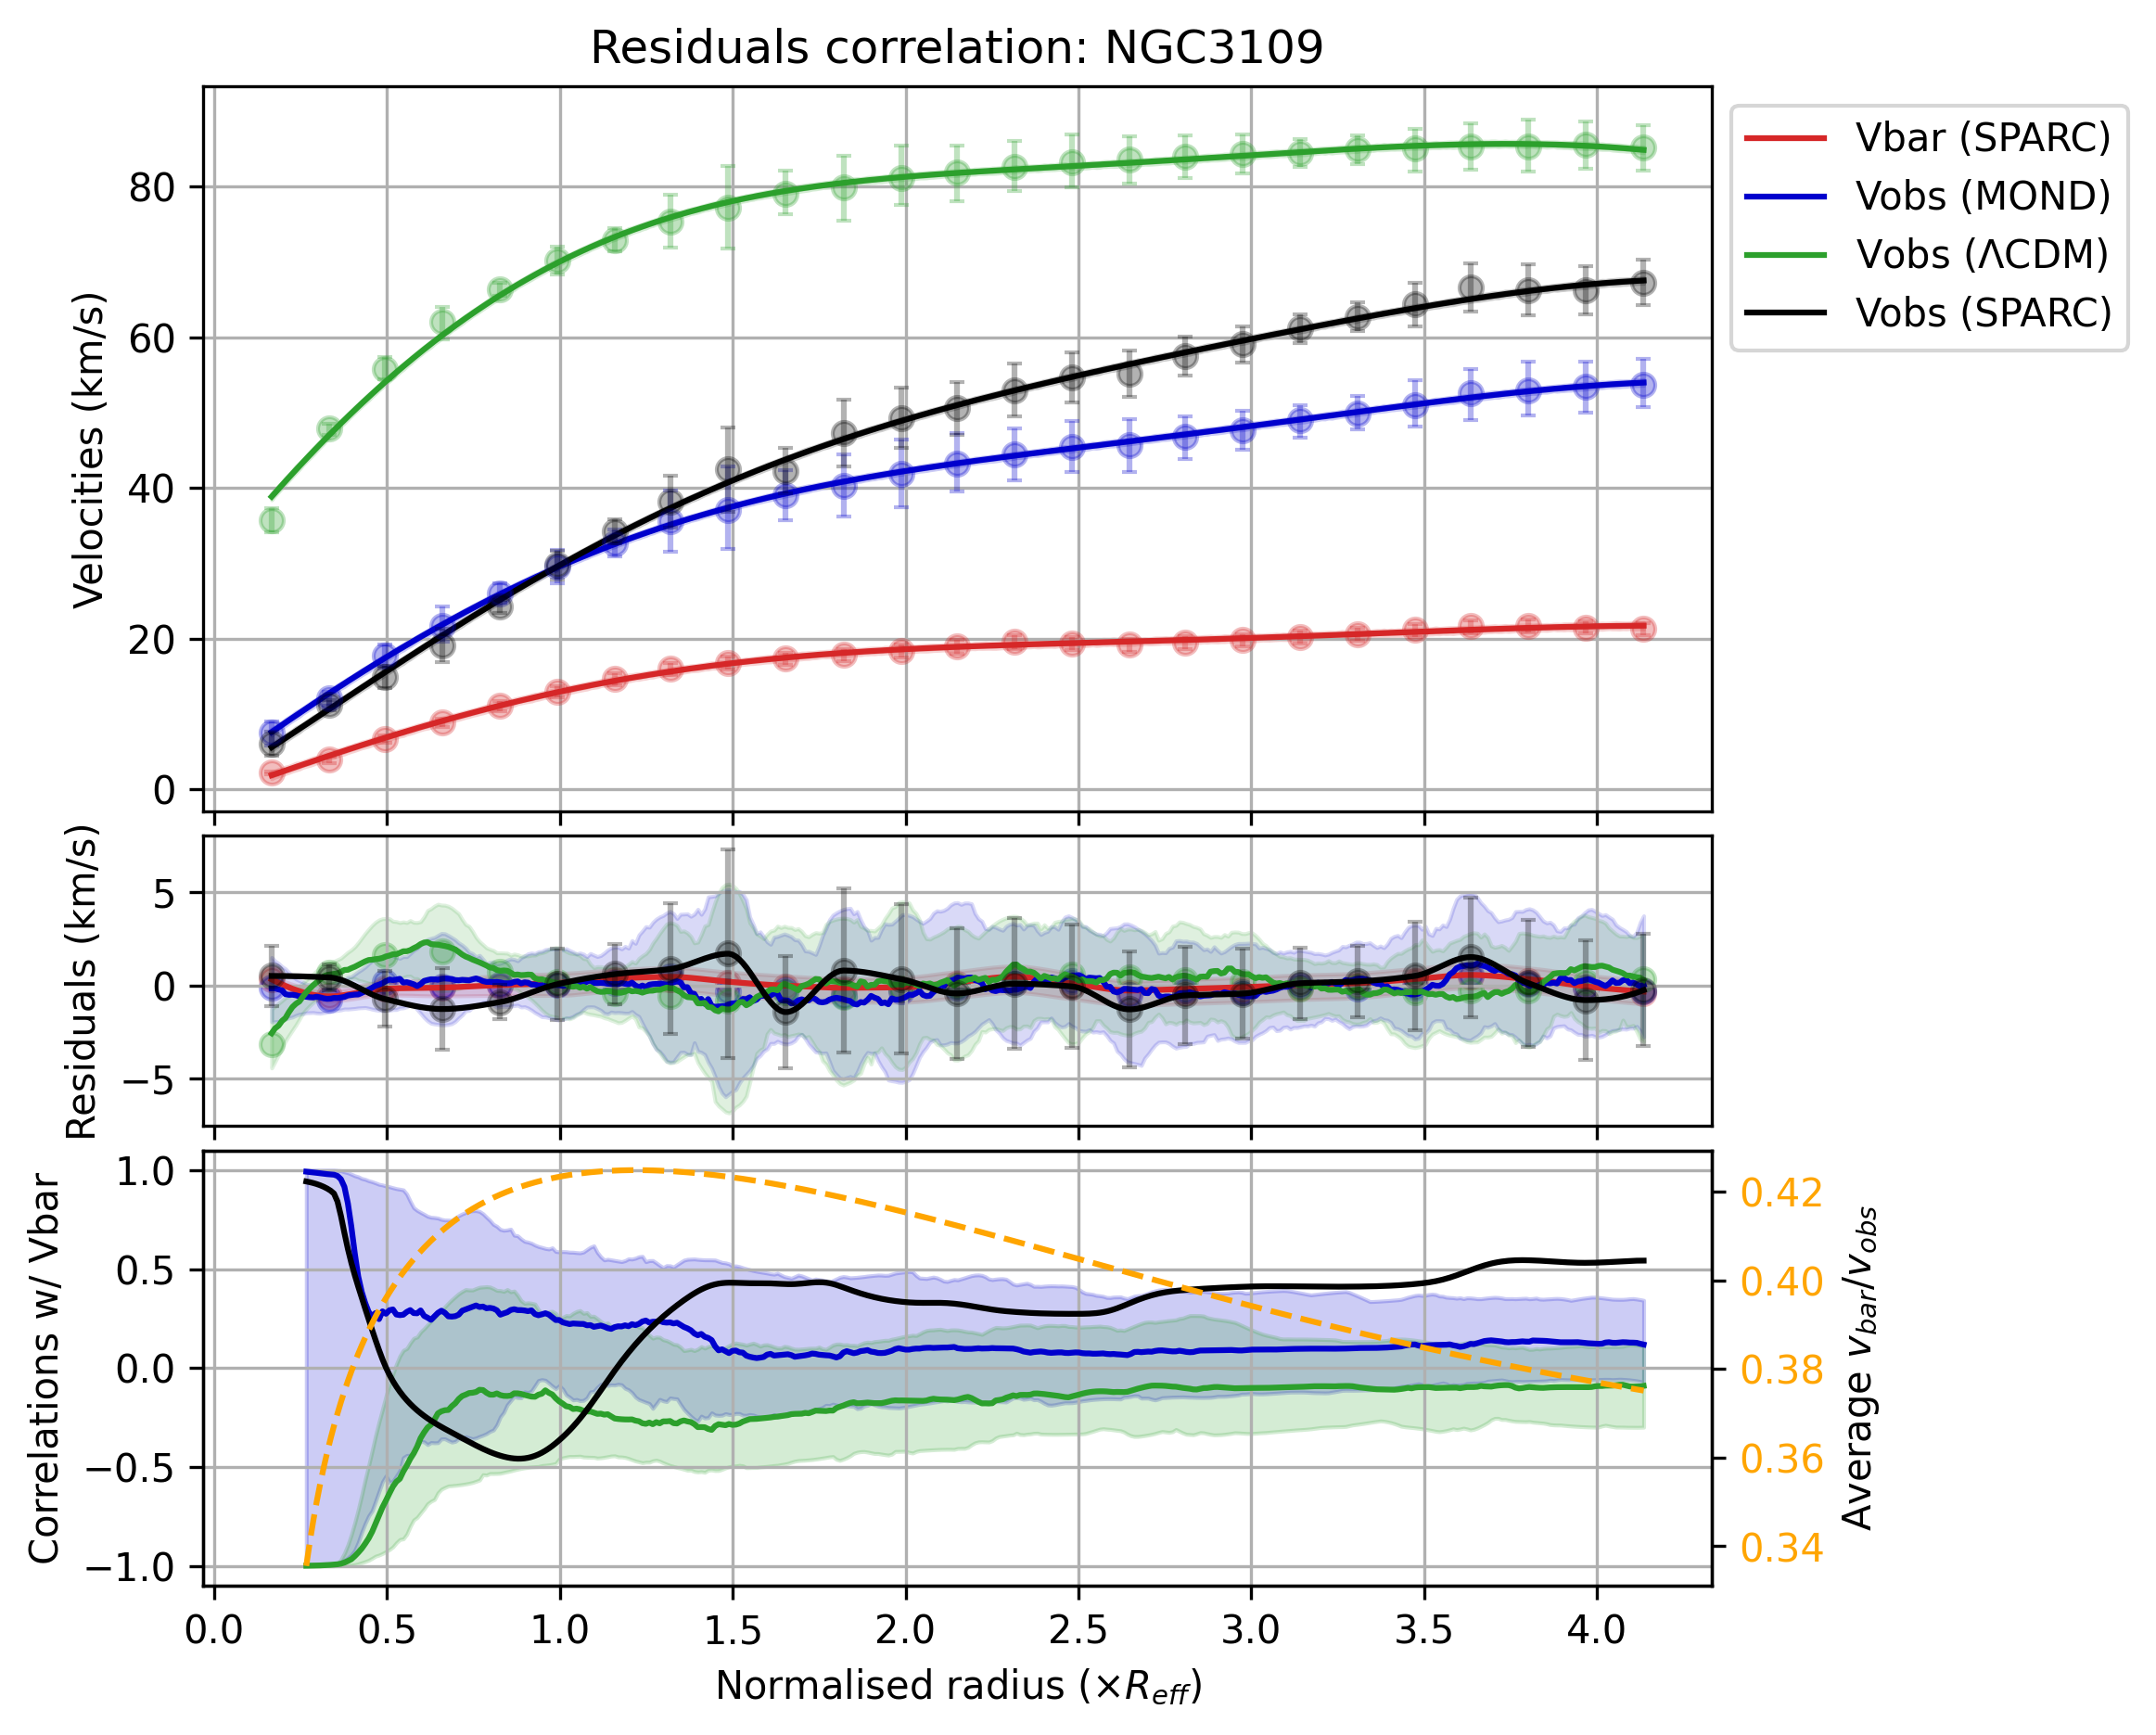 Residuals correlation: NGC3109
Vbar (SPARC)
Vobs (MOND)
Vobs (ΛCDM)
Vobs (SPARC)
Velocities (km/s)
80
60
40
20
0
Residuals (km/s)
5
0
−5
Correlations w/ Vbar
1.0
0.5
0.0
−0.5
−1.0
0.42
0.40
0.38
0.36
0.34
Average v_bar/v_obs
0.0 0.5 1.0 1.5 2.0 2.5 3.0 3.5 4.0
Normalised radius (×R_eff)